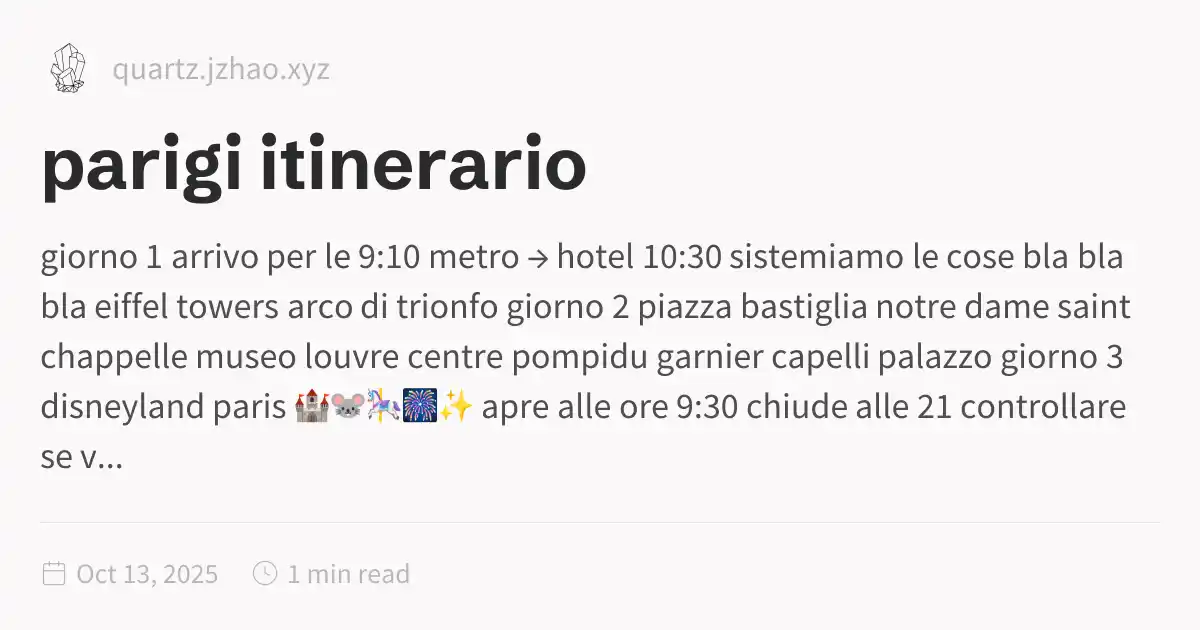 quartz.jzhao.xyz
parigi itinerario
giorno 1 arrivo per le 9:10 metro → hotel 10:30 sistemiamo le cose bla bla
bla eiffel towers arco di trionfo giorno 2 piazza bastiglia notre dame saint
chappelle museo louvre centre pompidu garnier capelli palazzo giorno 3
disneyland paris 🏰🐭🎠🎆✨ apre alle ore 9:30 chiude alle 21 controllare
se v...
Oct 13, 2025 1 min read